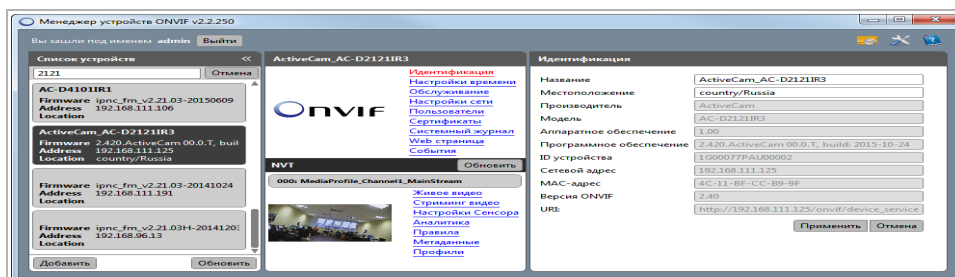 Менеджер устройств ONVIF v2.2.250
Вы зашли под именем admin Выйти
Список устройств <<
2121 Отмена
AC-D4101IR1
Firmware ipnc_fm_v2.21.03-20150609
Address 192.168.111.106
Location
ActiveCam_AC-D2121IR3
Firmware 2.420.ActiveCam 00.0.T, buil
Address 192.168.111.125
Location country/Russia
Firmware ipnc_fm_v2.21.03-20141024
Address 192.168.111.191
Location
Firmware ipnc_fm_v2.21.03H-2014120
Address 192.168.96.13
Location
Добавить Обновить
ActiveCam_AC-D2121IR3
ONVIF
Идентификация
Настройки времени
Обслуживание
Настройки сети
Пользователи
Сертификаты
Системный журнал
Web страница
События
NVT Обновить
000: MediaProfile_Channel1_MainStream
Живое видео
Стриминг видео
Настройки Сенсора
Аналитика
Правила
Метаданные
Профили
Идентификация
Название ActiveCam_AC-D2121IR3
Местоположение country/Russia
Производитель ActiveCam
Модель AC-D2121IR3
Аппаратное обеспечение 1.00
Программное обеспечение 2.420.ActiveCam 00.0.T, build: 2015-10-24
ID устройства 1G00077PAU00002
Сетевой адрес 192.168.111.125
MAC-адрес 4C-11-BF-CC-B9-9F
Версия ONVIF 2.40
URI: http://192.168.111.125/onvif/device_service
Применить Отмена